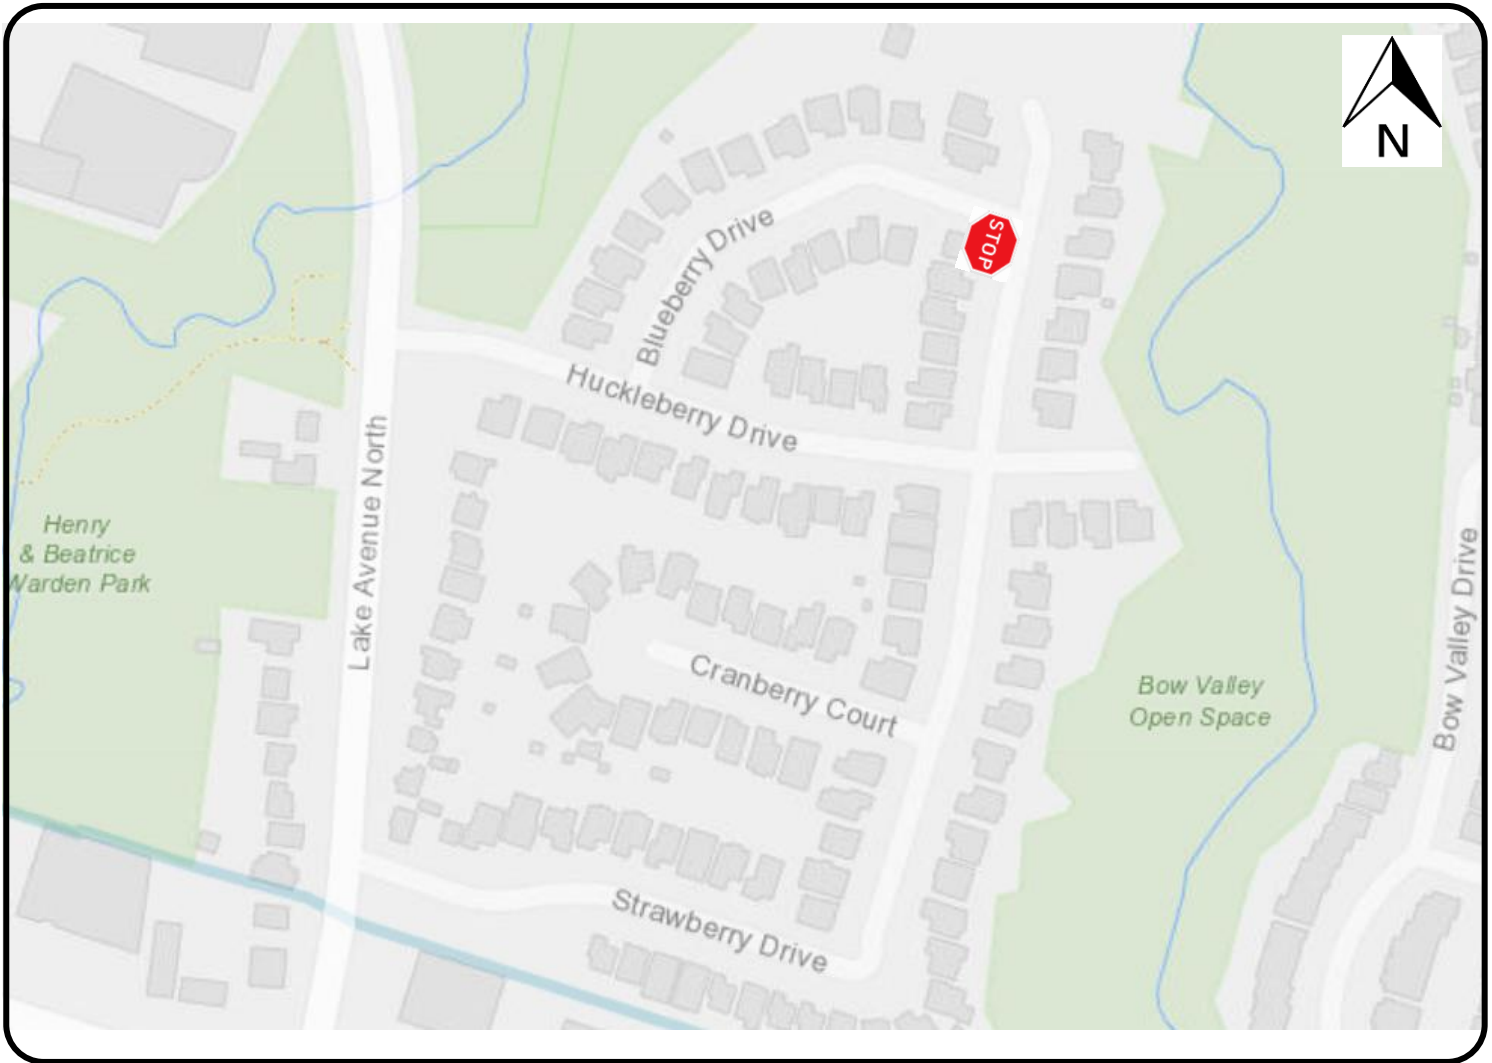 N
STOP
Blueberry Drive
Huckleberry Drive
Lake Avenue North
Henry
& Beatrice
Warden Park
Cranberry Court
Bow Valley
Open Space
Bow Valley Drive
Strawberry Drive